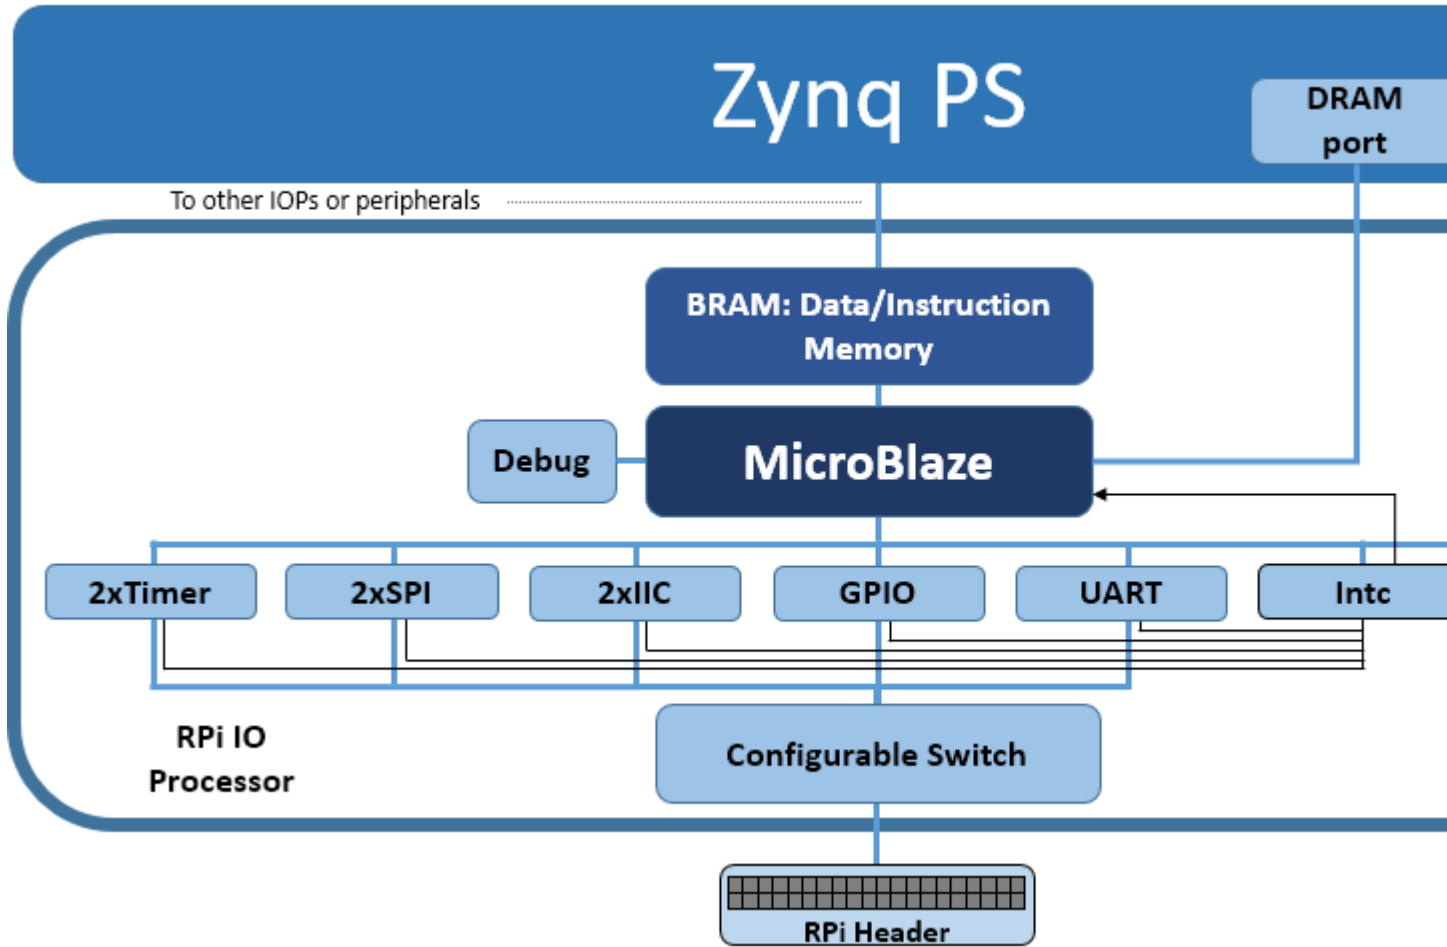 Zynq PS
DRAM
port
To other IOPs or peripherals
BRAM: Data/Instruction
Memory
Debug
MicroBlaze
2xTimer
2xSPI
2xIIC
GPIO
UART
Intc
RPi IO
Processor
Configurable Switch
RPi Header